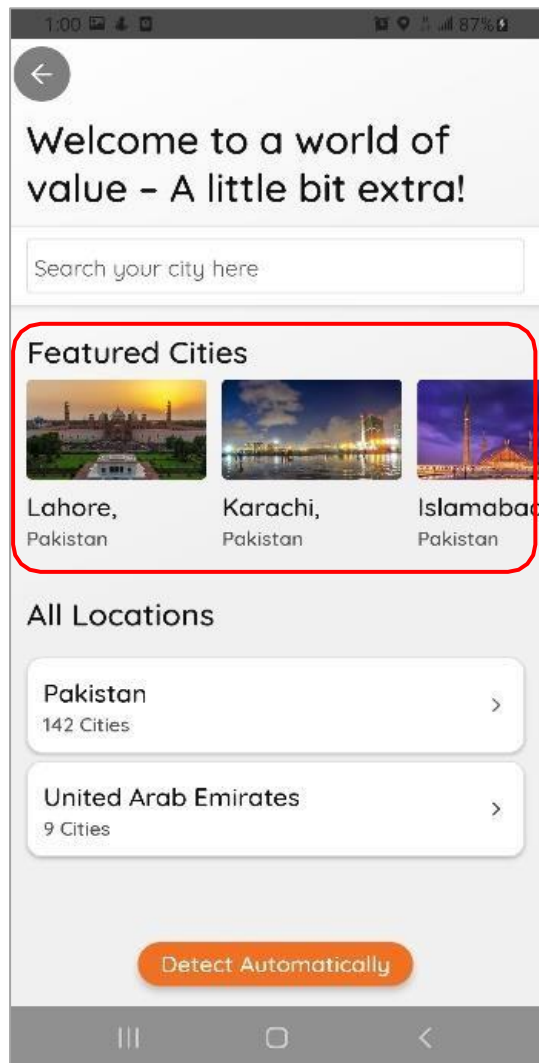 1:00
87%
Welcome to a world of
value – A little bit extra!
Search your city here
Featured Cities
Lahore,
Pakistan
Karachi,
Pakistan
Islamabad
Pakistan
All Locations
Pakistan
142 Cities
United Arab Emirates
9 Cities
Detect Automatically